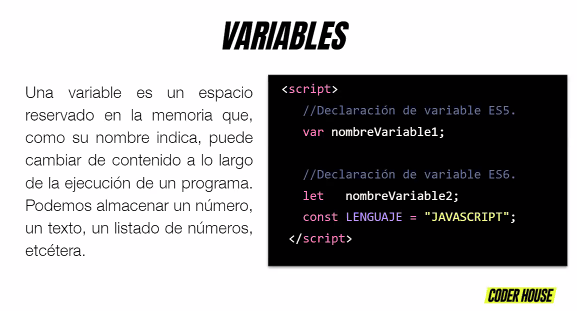 VARIABLES
Una variable es un espacio
reservado en la memoria que,
como su nombre indica, puede
cambiar de contenido a lo largo
de la ejecución de un programa.
Podemos almacenar un número,
un texto, un listado de números,
etcétera.
<script>
//Declaración de variable ES5.
var nombreVariable1;
//Declaración de variable ES6.
let   nombreVariable2;
const LENGUAJE = "JAVASCRIPT";
</script>
CODER HOUSE